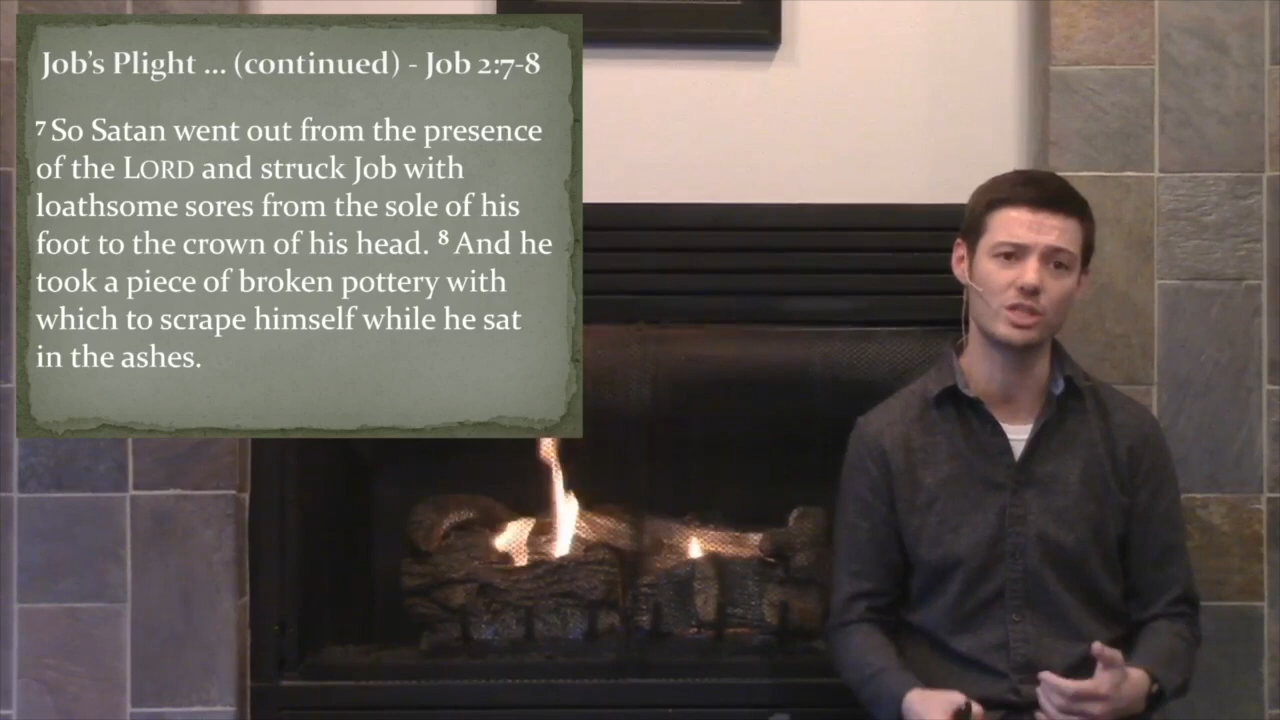 Job’s Plight ... (continued) - Job 2:7-8
⁷ So Satan went out from the presence
of the LORD and struck Job with
loathsome sores from the sole of his
foot to the crown of his head. ⁸ And he
took a piece of broken pottery with
which to scrape himself while he sat
in the ashes.